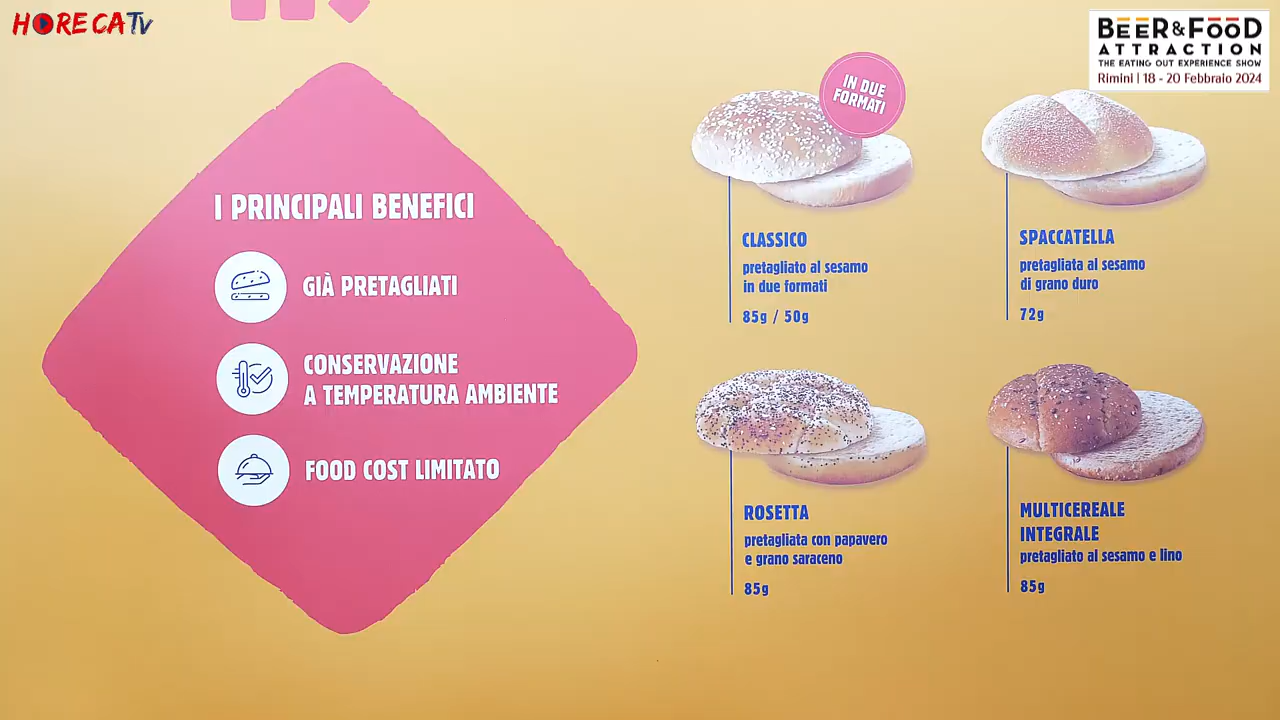 HORECATV
BEER & FOOD
ATTRACTION
THE EATING OUT EXPERIENCE SHOW
Rimini | 18 - 20 Febbraio 2024
I PRINCIPALI BENEFICI
GIÀ PRETAGLIATI
CONSERVAZIONE
A TEMPERATURA AMBIENTE
FOOD COST LIMITATO
IN DUE
FORMATI
CLASSICO
pretagliato al sesamo
in due formati
85g / 50g
SPACCATELLA
pretagliata al sesamo
di grano duro
72g
ROSETTA
pretagliata con papavero
e grano saraceno
85g
MULTICEREALE
INTEGRALE
pretagliato al sesamo e lino
85g